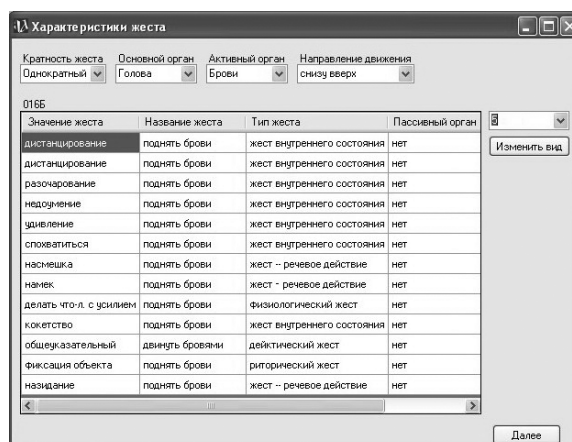 Характеристики жеста
Кратность жеста Основной орган Активный орган Направление движения
Однократный Голова Брови снизу вверх
016Б
Значение жеста Название жеста Тип жеста Пассивный орган
дистанцирование поднять брови жест внутреннего состояния нет
Изменить вид
дистанцирование поднять брови жест внутреннего состояния нет
разочарование поднять брови жест внутреннего состояния нет
недоумение поднять брови жест внутреннего состояния нет
удивление поднять брови жест внутреннего состояния нет
спохватиться поднять брови жест внутреннего состояния нет
насмешка поднять брови жест -- речевое действие нет
намек поднять брови жест - речевое действие нет
делать что-л. с усилием поднять брови физиологический жест нет
кокетство поднять брови жест внутреннего состояния нет
общеуказательный двинуть бровями дейктический жест нет
фиксация объекта поднять брови риторический жест нет
назидание поднять брови жест -- речевое действие нет
Далее